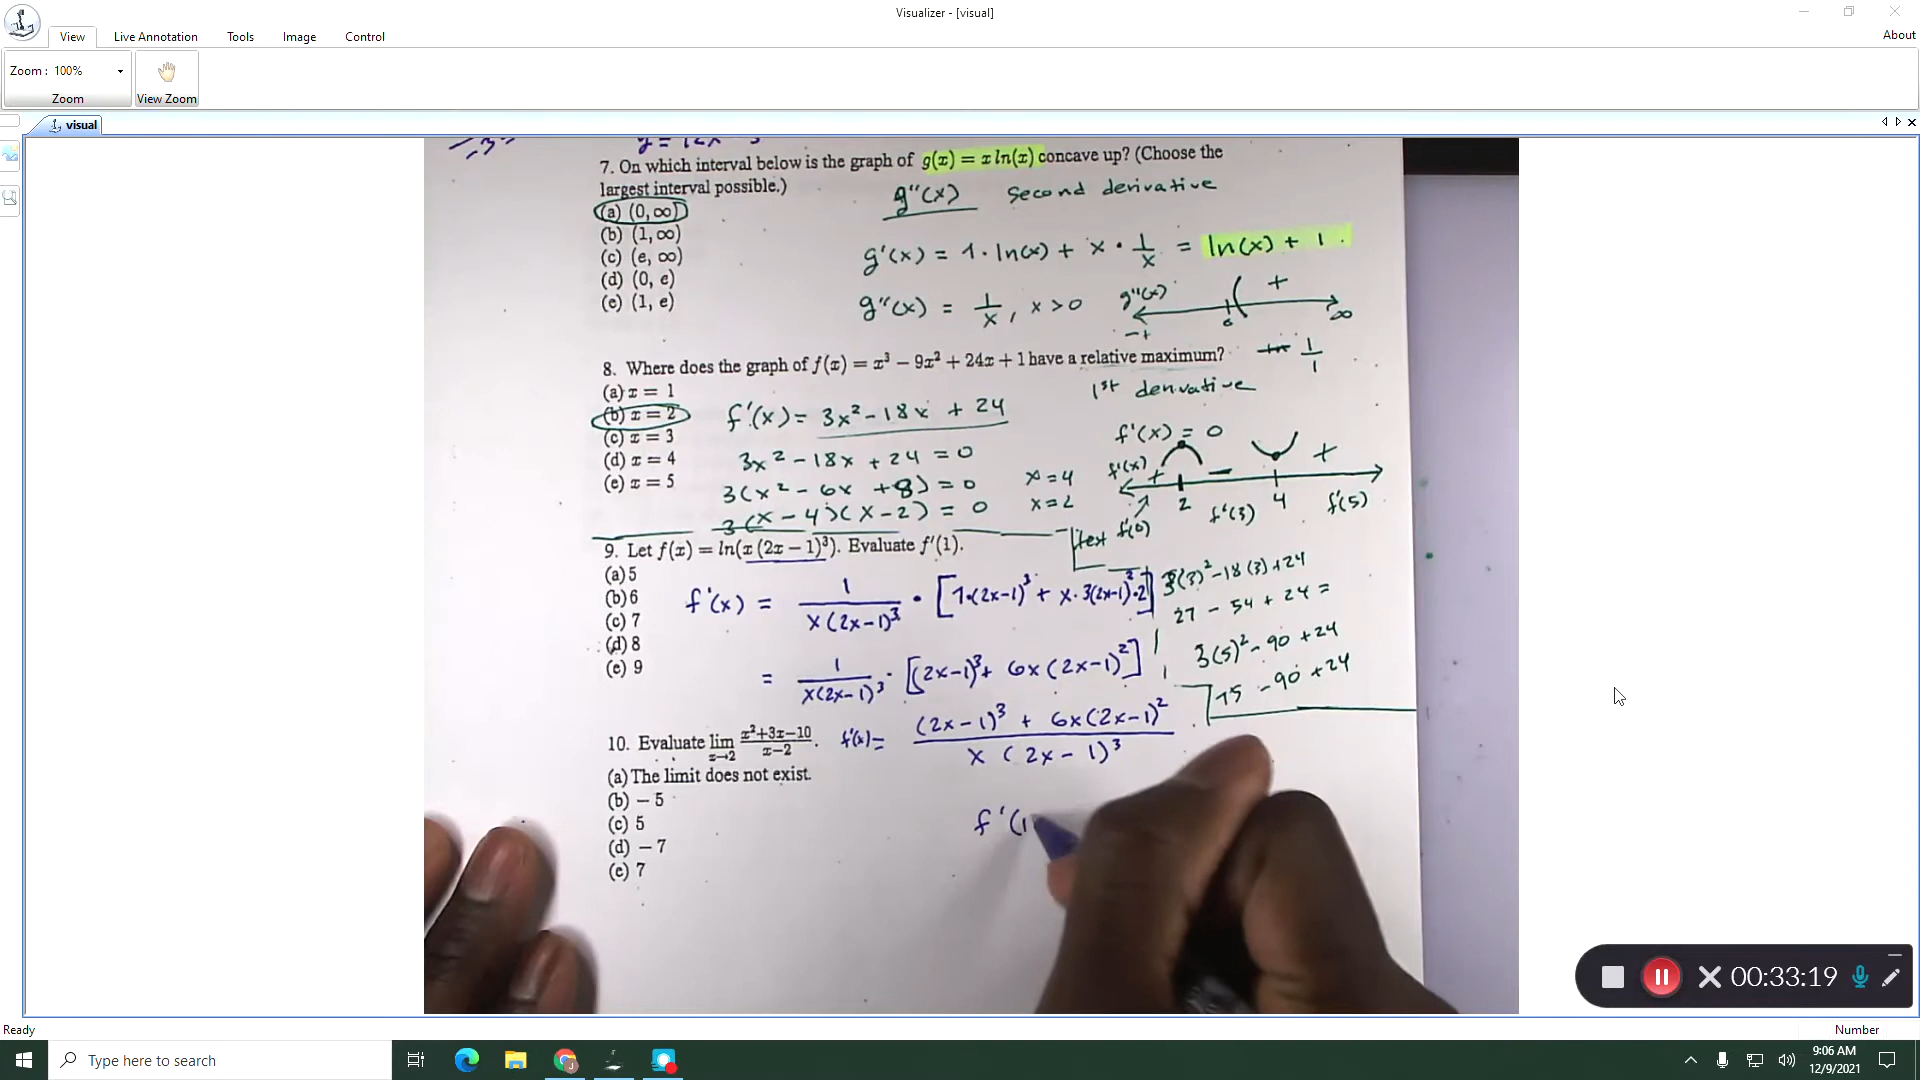 Visualizer - [visual]
View Live Annotation Tools Image Control About
Zoom : 100%
Zoom View Zoom
visual
7. On which interval below is the graph of g(x) = x ln(x) concave up? (Choose the
largest interval possible.)
g''(x) Second derivative
(a) (0, ∞)
(b) (1, ∞)
(c) (e, ∞)
(d) (0, e)
(e) (1, e)
g'(x) = 1 · ln(x) + x · 1/x = ln(x) + 1.
g''(x) = 1/x, x > 0
g''(x) + 0 ∞
8. Where does the graph of f(x) = x³ − 9x² + 24x + 1 have a relative maximum?
1/1
1st derivative
(a) x = 1
(b) x = 2
(c) x = 3
(d) x = 4
(e) x = 5
f'(x) = 3x² - 18x + 24
3x² - 18x + 24 = 0
3(x² - 6x + 8) = 0
3(x - 4)(x - 2) = 0
x = 4
x = 2
f'(x) = 0
f'(x) + − +
2 4
test f'(0) f'(3) f'(5)
3(3)² - 18(3) + 24
27 - 54 + 24 =
3(5)² - 90 + 24
75 - 90 + 24
9. Let f(x) = ln(x (2x − 1)³). Evaluate f'(1).
(a) 5
(b) 6
(c) 7
(d) 8
(e) 9
f'(x) = 1/x(2x-1)³ · [1·(2x-1)³ + x·3(2x-1)²·2]
= 1/x(2x-1)³ · [(2x-1)³ + 6x(2x-1)²]
f'(x) = (2x-1)³ + 6x(2x-1)² / x (2x-1)³
f'(1
10. Evaluate lim x→2 x²+3x−10/x−2.
(a) The limit does not exist.
(b) − 5
(c) 5
(d) − 7
(e) 7
00:33:19
Ready Number
Type here to search
9:06 AM
12/9/2021